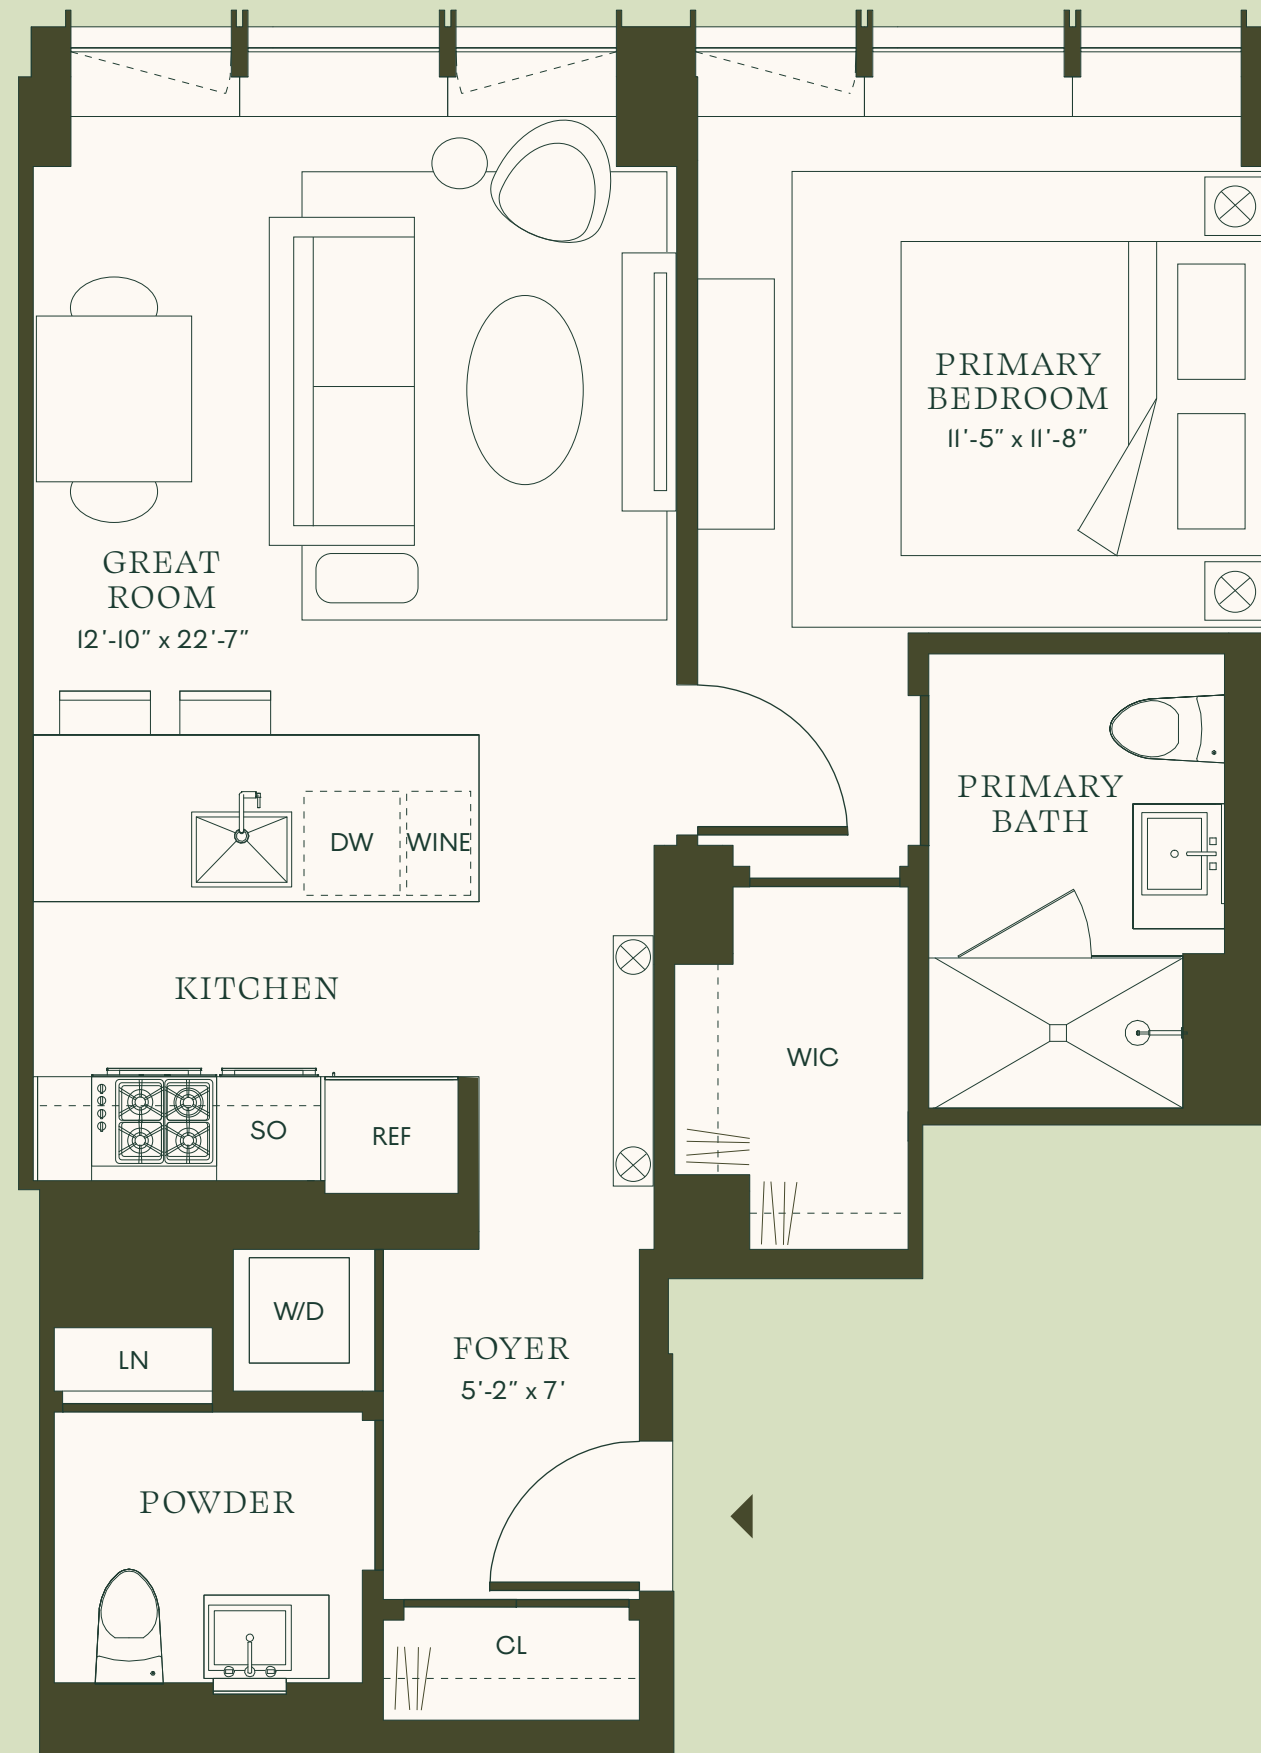 PRIMARY
BEDROOM
11'-5" x 11'-8"
GREAT
ROOM
12'-10" x 22'-7"
PRIMARY
BATH
DW
WINE
KITCHEN
WIC
SO
REF
W/D
LN
FOYER
5'-2" x 7'
POWDER
CL